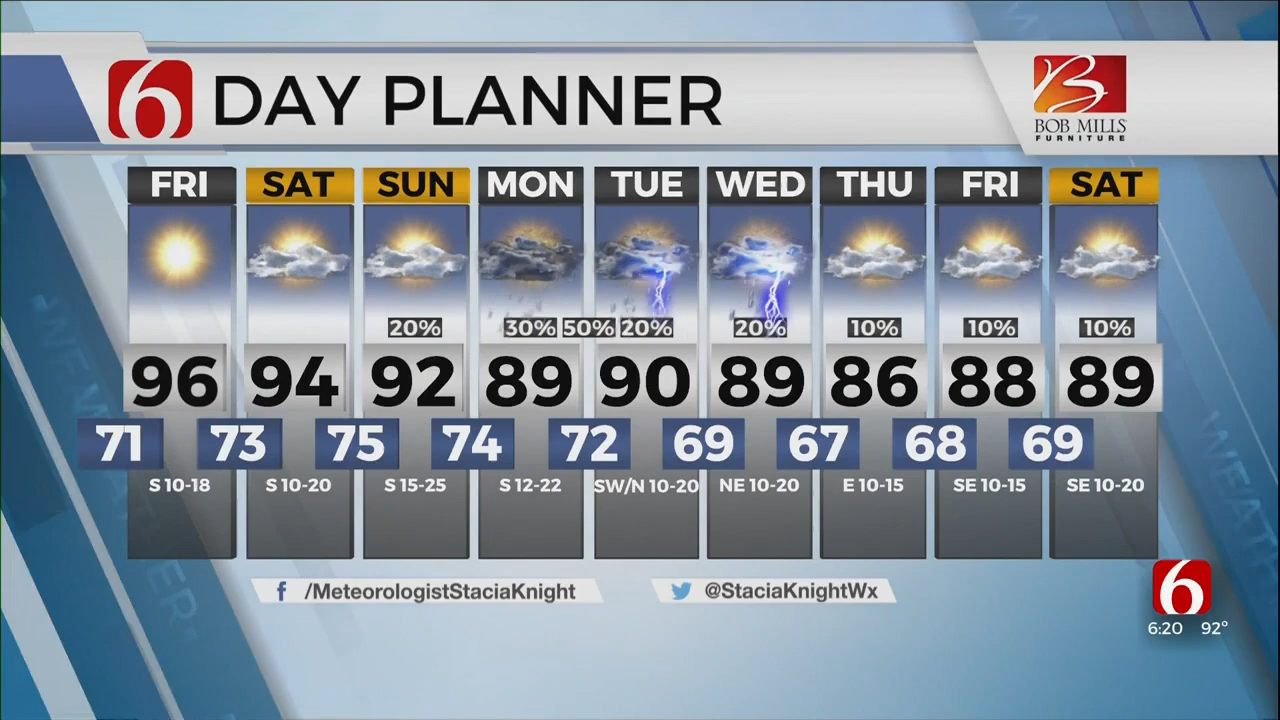 6 DAY PLANNER
B
BOB MILLS
FURNITURE
FRI SAT SUN MON TUE WED THU FRI SAT
20% 30% 50% 20% 20% 10% 10% 10%
96 94 92 89 90 89 86 88 89
71 73 75 74 72 69 67 68 69
S 10-18 S 10-20 S 15-25 S 12-22 SW/N 10-20 NE 10-20 E 10-15 SE 10-15 SE 10-20
f /MeteorologistStaciaKnight @StaciaKnightWx
6
6:20 92°
WEATHER
WEATHER